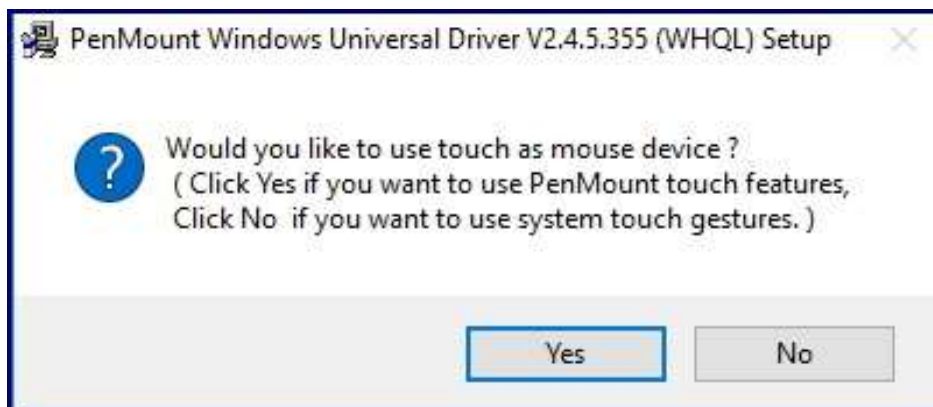 PenMount Windows Universal Driver V2.4.5.355 (WHQL) Setup
?
Would you like to use touch as mouse device ?
( Click Yes if you want to use PenMount touch features,
Click No  if you want to use system touch gestures. )
Yes
No